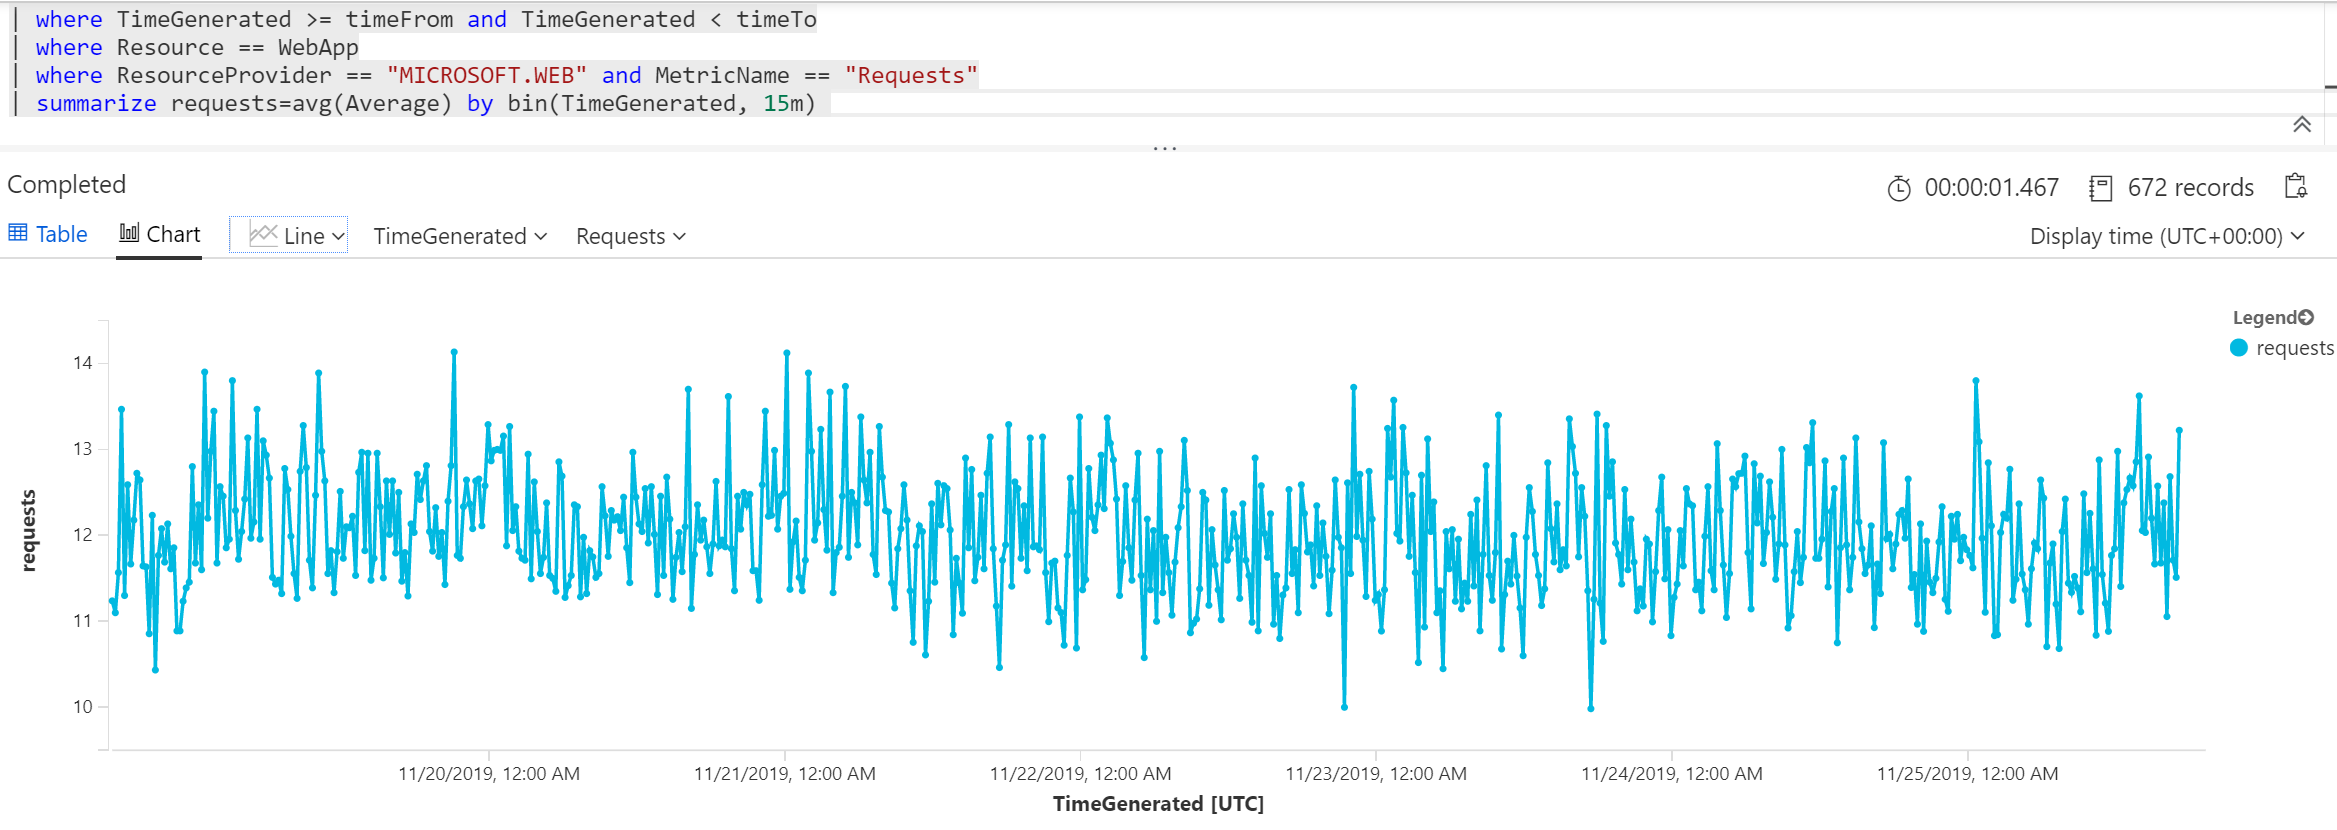 | where TimeGenerated >= timeFrom and TimeGenerated < timeTo
| where Resource == WebApp
| where ResourceProvider == "MICROSOFT.WEB" and MetricName == "Requests"
| summarize requests=avg(Average) by bin(TimeGenerated, 15m)
...
Completed
00:00:01.467 672 records
Table Chart Line TimeGenerated Requests Display time (UTC+00:00)
Legend
requests
14
13
12
11
10
requests
11/20/2019, 12:00 AM 11/21/2019, 12:00 AM 11/22/2019, 12:00 AM 11/23/2019, 12:00 AM 11/24/2019, 12:00 AM 11/25/2019, 12:00 AM
TimeGenerated [UTC]